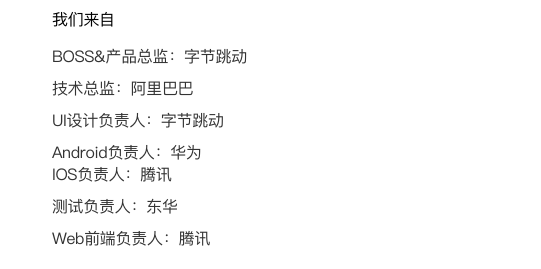 我们来自
BOSS&产品总监：字节跳动
技术总监：阿里巴巴
UI设计负责人：字节跳动
Android负责人：华为
IOS负责人：腾讯
测试负责人：东华
Web前端负责人：腾讯